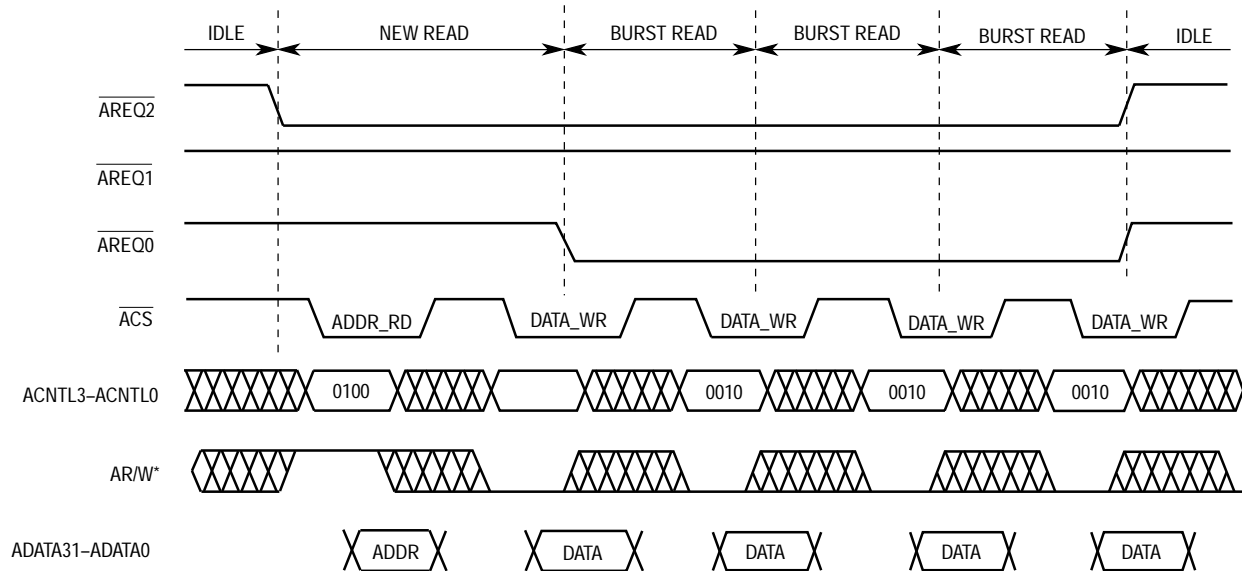 IDLE NEW READ BURST READ BURST READ BURST READ IDLE
AREQ2
AREQ1
AREQ0
ACS ADDR_RD DATA_WR DATA_WR DATA_WR DATA_WR
ACNTL3–ACNTL0 0100 0010 0010 0010
AR/W*
ADATA31–ADATA0 ADDR DATA DATA DATA DATA